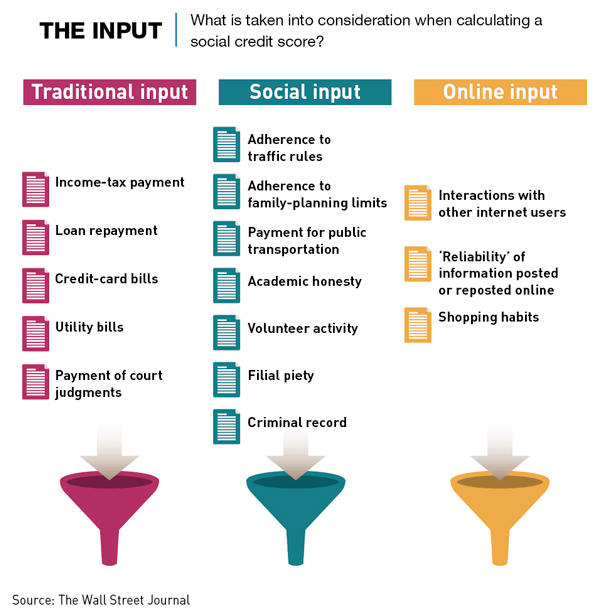 THE INPUT
What is taken into consideration when calculating a
social credit score?
Traditional input
Income-tax payment
Loan repayment
Credit-card bills
Utility bills
Payment of court
judgments
Social input
Adherence to
traffic rules
Adherence to
family-planning limits
Payment for public
transportation
Academic honesty
Volunteer activity
Filial piety
Criminal record
Online input
Interactions with
other internet users
‘Reliability’ of
information posted
or reposted online
Shopping habits
Source: The Wall Street Journal